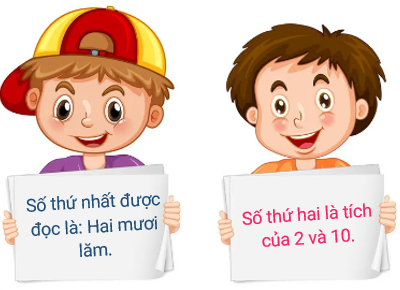 Số thứ nhất được
đọc là: Hai mươi
lăm.
Số thứ hai là tích
của 2 và 10.